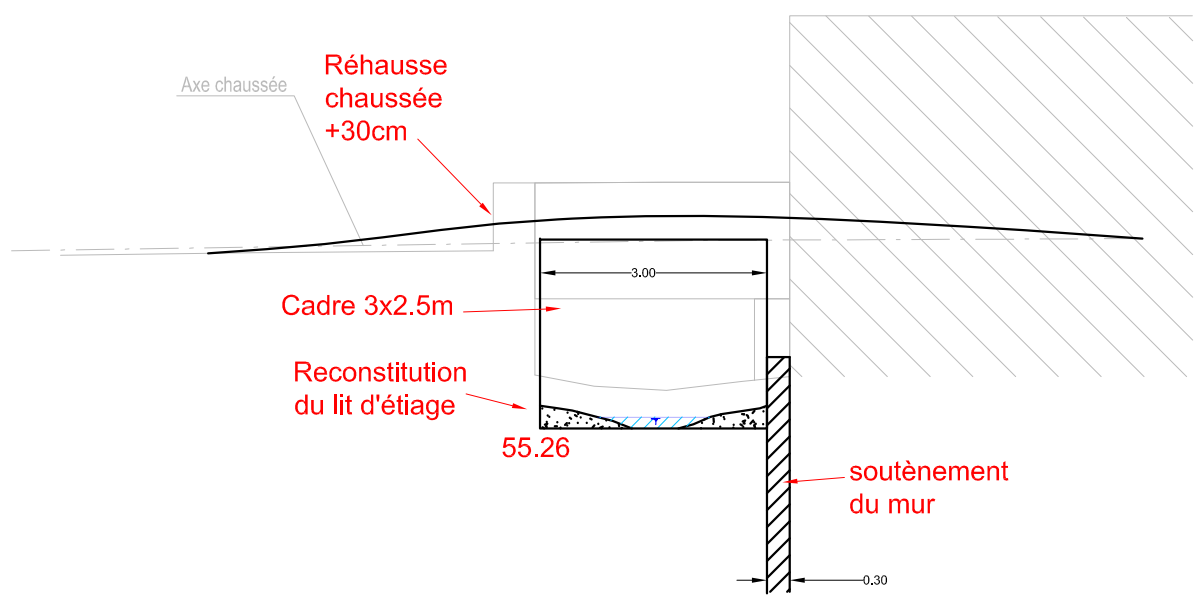 Réhausse
chaussée
+30cm
Axe chaussée
3.00
Cadre 3x2.5m
Reconstitution
du lit d'étiage
55.26
soutènement
du mur
0.30